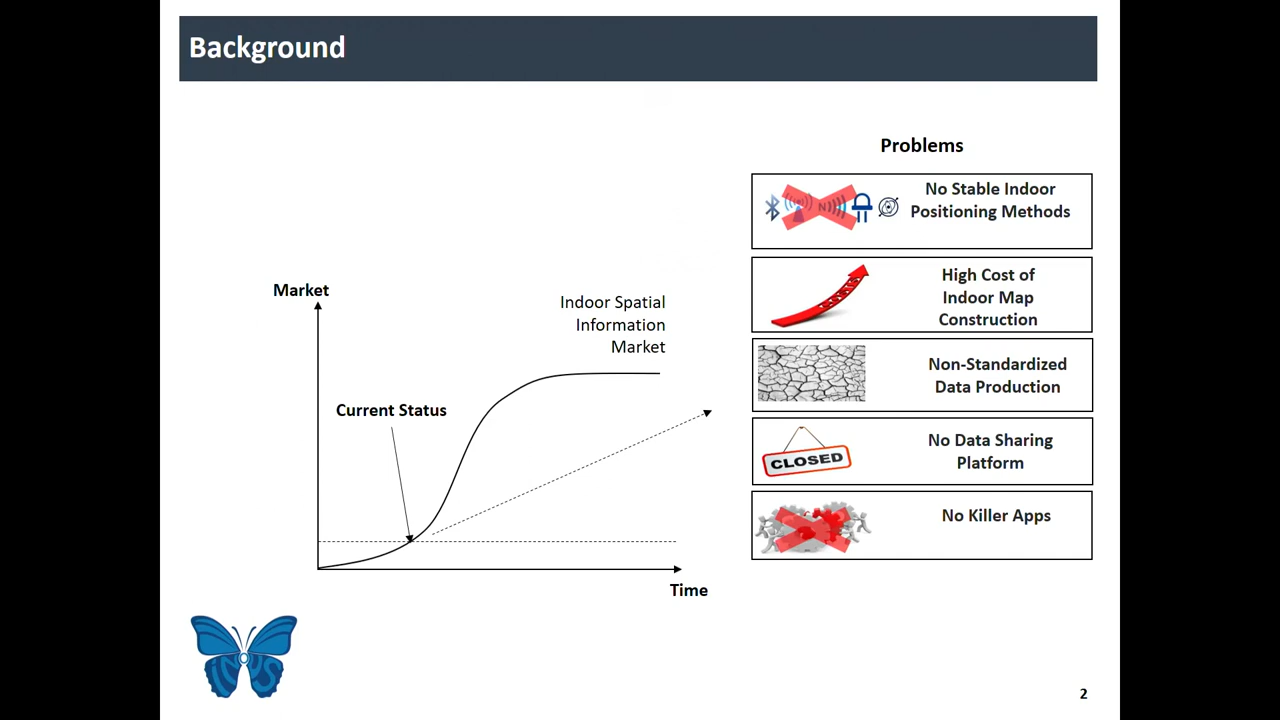 Background
Problems
No Stable Indoor
Positioning Methods
High Cost of
Indoor Map
Construction
Non-Standardized
Data Production
CLOSED
No Data Sharing
Platform
No Killer Apps
Market
Indoor Spatial
Information
Market
Current Status
Time
2